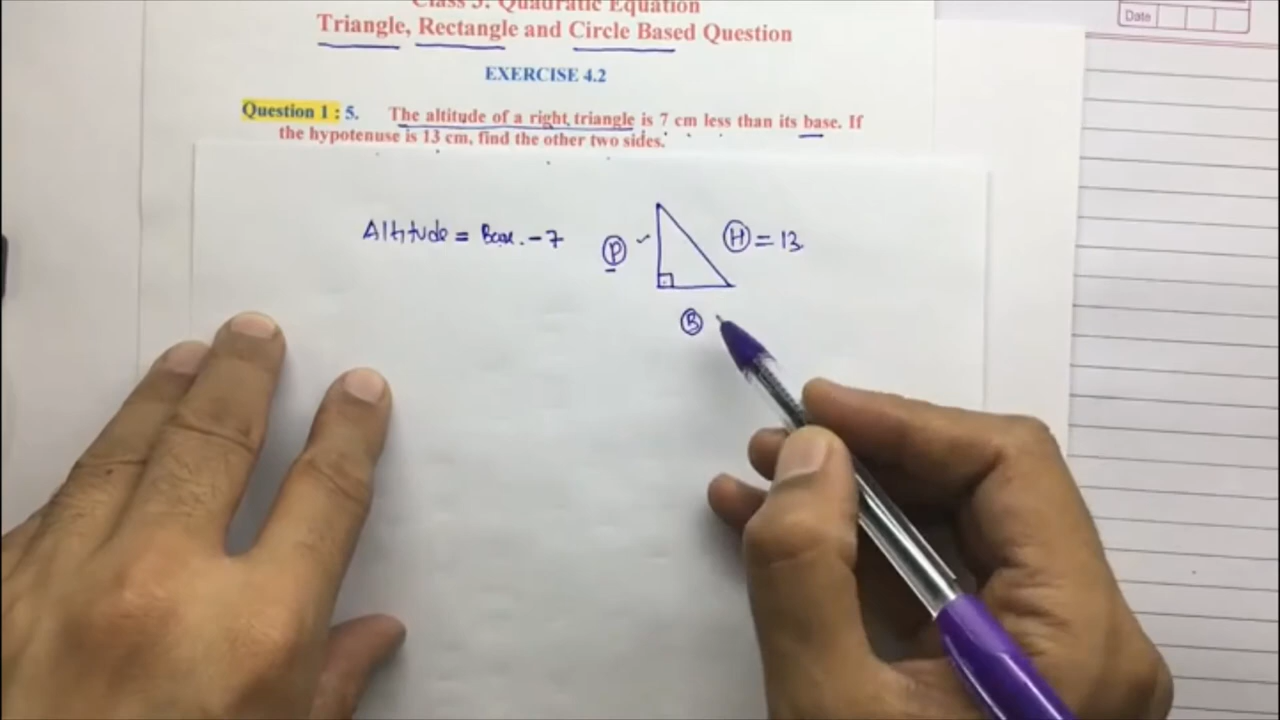 Class 5: Quadratic Equation
Triangle, Rectangle and Circle Based Question
Date
EXERCISE 4.2
Question 1 : 5. The altitude of a right triangle is 7 cm less than its base. If
the hypotenuse is 13 cm, find the other two sides.
Altitude = Base - 7
P
H = 13
B